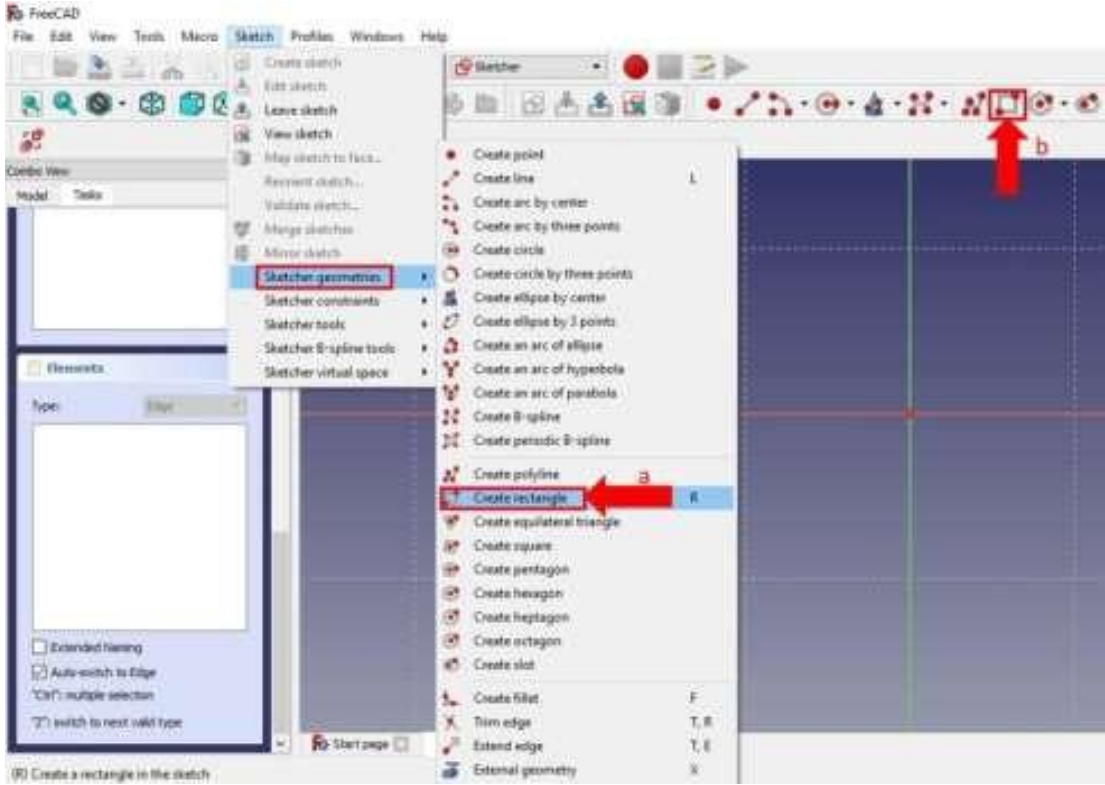 FreeCAD
File Edit View Tools Macro Sketch Profiles Windows Help
Create sketch
Sketcher
Edit sketch
Leave sketch
View sketch
b
Map sketch to face...
Create point
Combo View
Reorient sketch...
Create line L
Model Tasks
Validate sketch...
Create arc by center
Merge sketches
Create arc by three points
Mirror sketch
Create circle
Sketcher geometries
Create circle by three points
Sketcher constraints
Create ellipse by center
Sketcher tools
Create ellipse by 3 points
Sketcher B-spline tools
Create an arc of ellipse
Sketcher virtual space
Create an arc of hyperbola
Elements
Create an arc of parabola
Type: Edge
Create B-spline
Create periodic B-spline
Create polyline
a
Create rectangle R
Create equilateral triangle
Create square
Create pentagon
Create hexagon
Create heptagon
Create octagon
Create slot
Extended Naming
Auto-switch to Edge
"Ctrl": multiple selection
"Z": switch to next valid type
Create fillet F
Trim edge T, R
Extend edge T, E
External geometry X
Start page
(R) Create a rectangle in the sketch